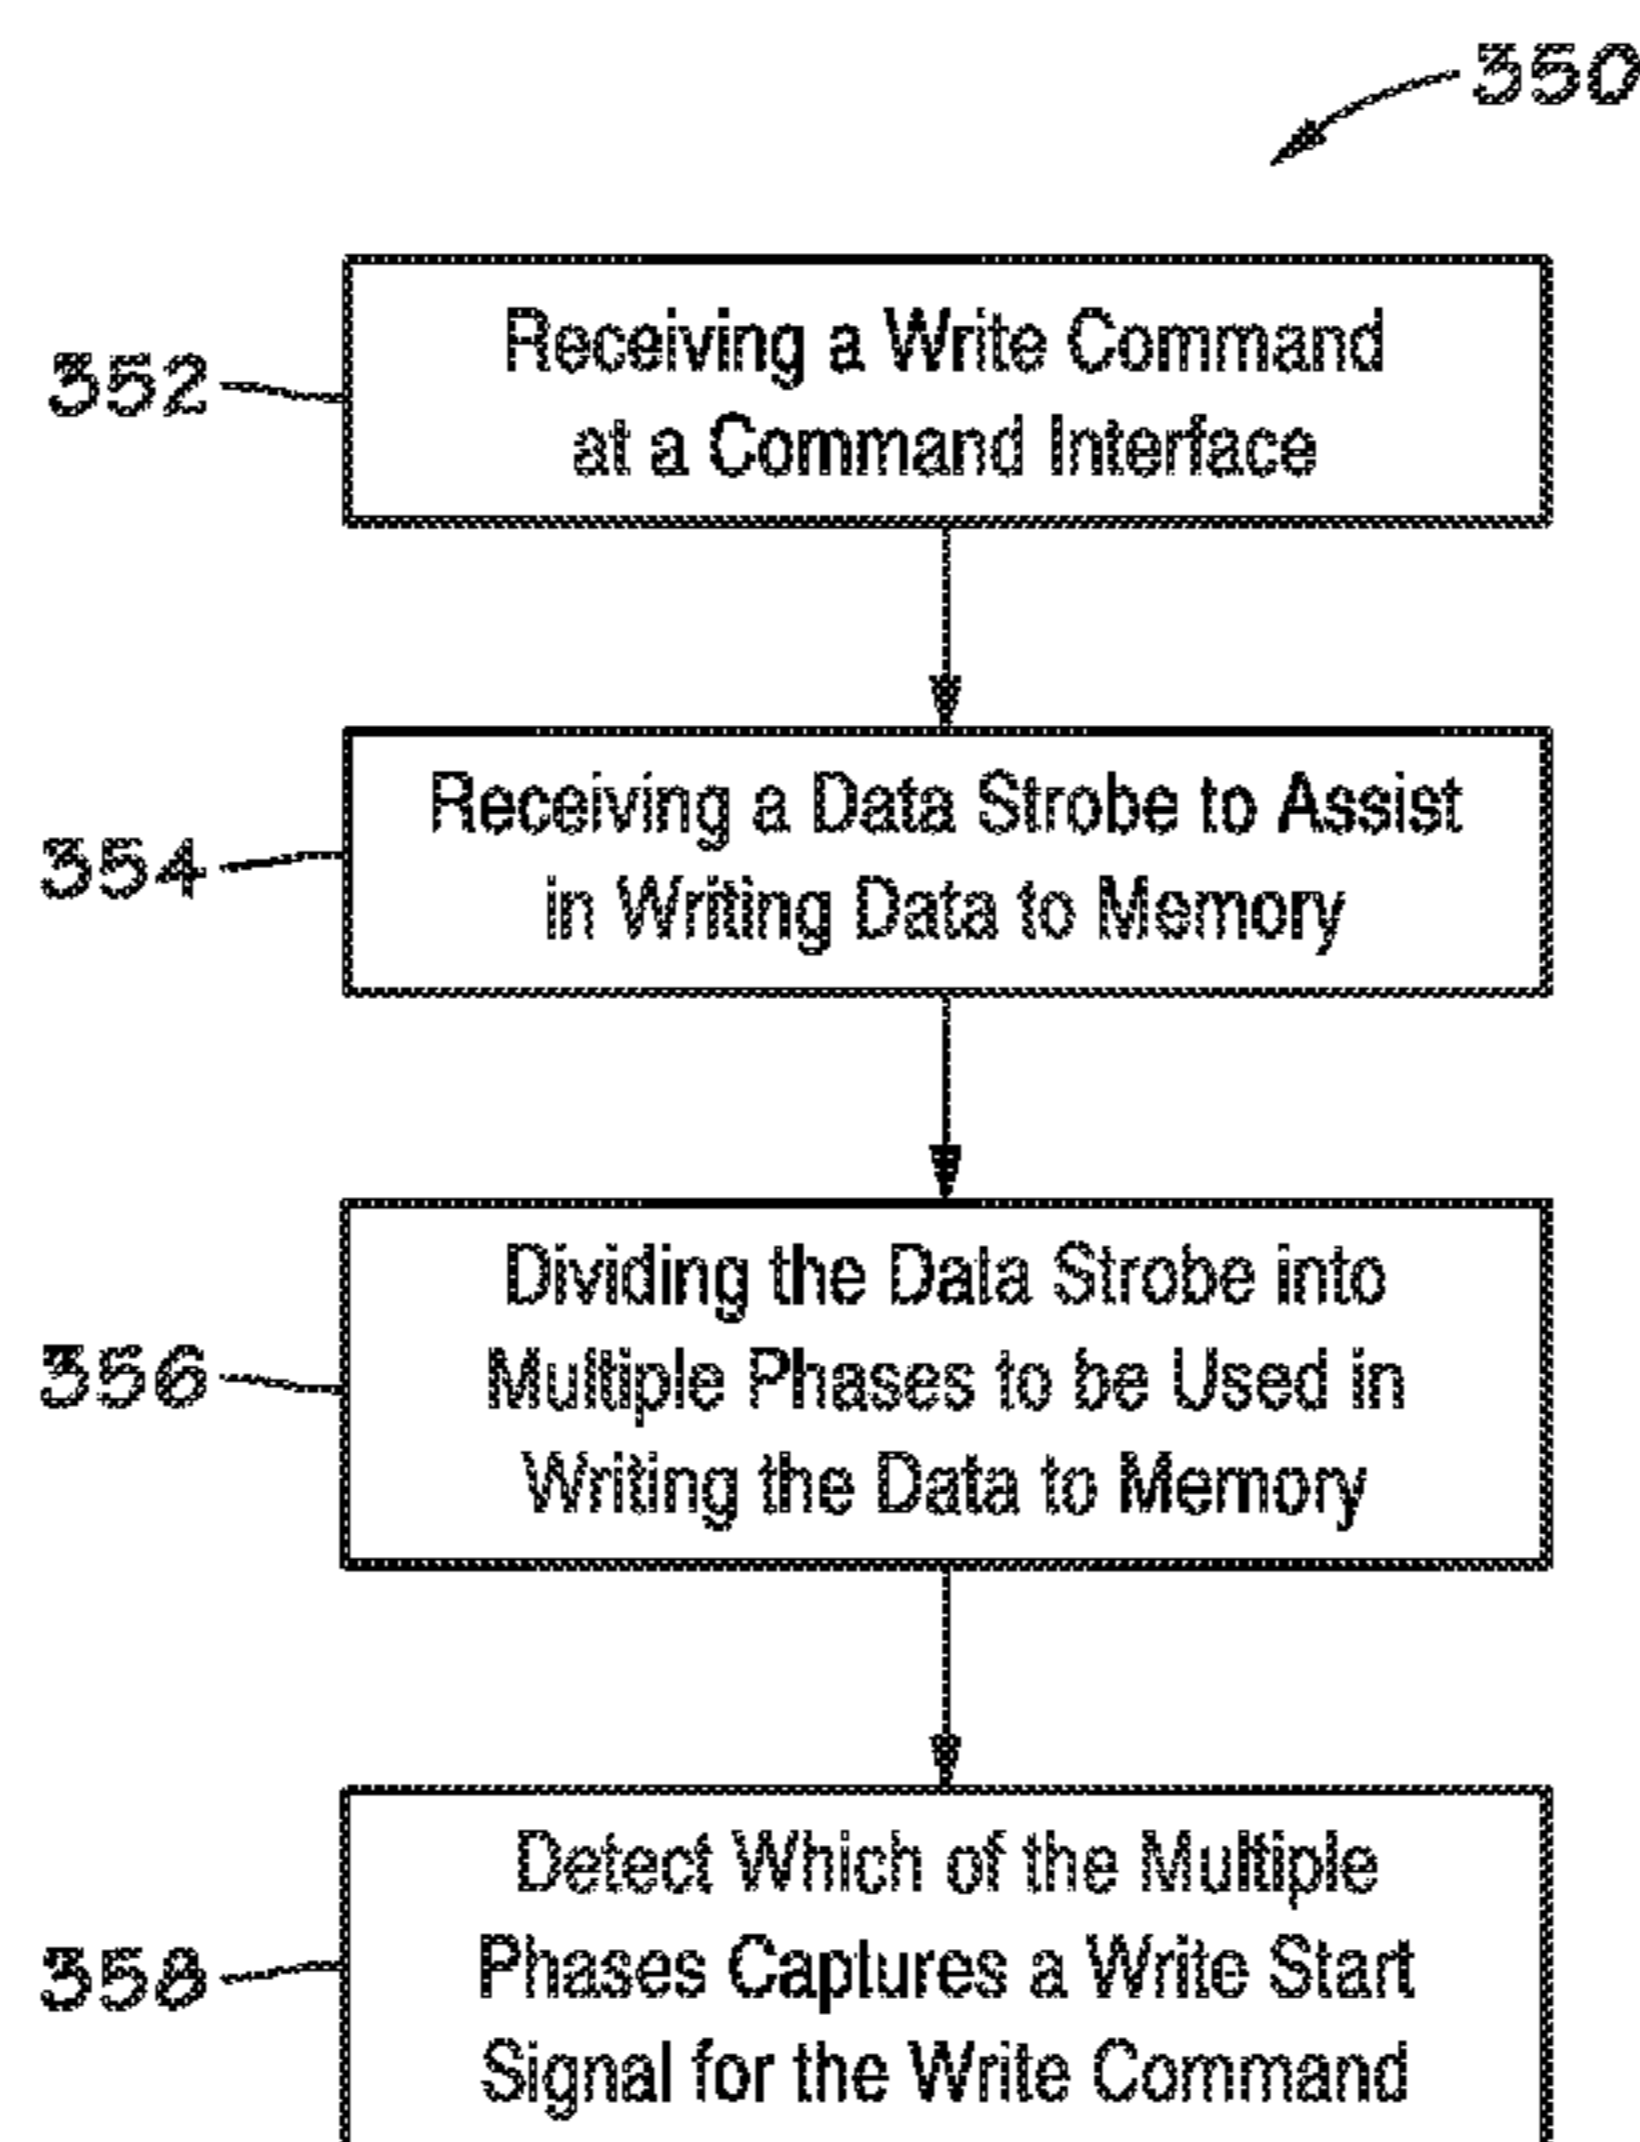 350
352
Receiving a Write Command
at a Command Interface
354
Receiving a Data Strobe to Assist
in Writing Data to Memory
356
Dividing the Data Strobe into
Multiple Phases to be Used in
Writing the Data to Memory
358
Detect Which of the Multiple
Phases Captures a Write Start
Signal for the Write Command